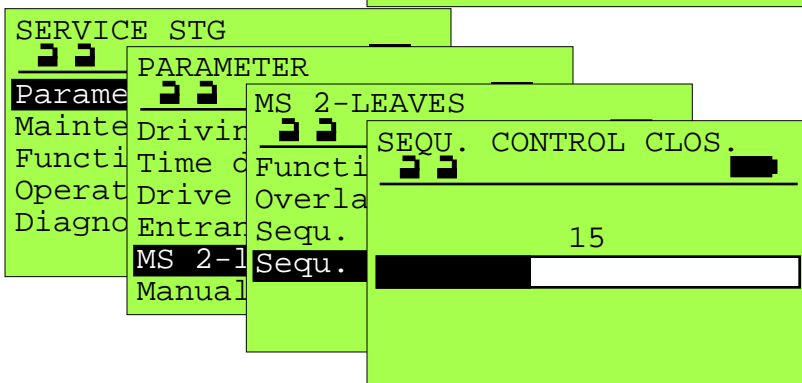 SERVICE STG
Parame
Mainte
Functi
Operat
Diagno
PARAMETER
Drivin
Time d
Drive
Entran
MS 2-l
Manual
MS 2-LEAVES
Functi
Overla
Sequ.
Sequ.
SEQU. CONTROL CLOS.
15